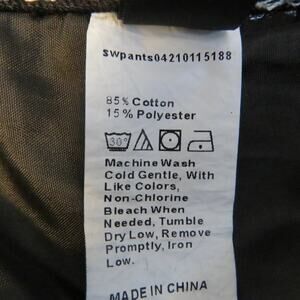 swpants04210115188
85% Cotton
15% Polyester
30°
Machine Wash
Cold Gentle, With
Like Colors,
Non-Chlorine
Bleach When
Needed, Tumble
Dry Low, Remove
Promptly, Iron
Low.
MADE IN CHINA